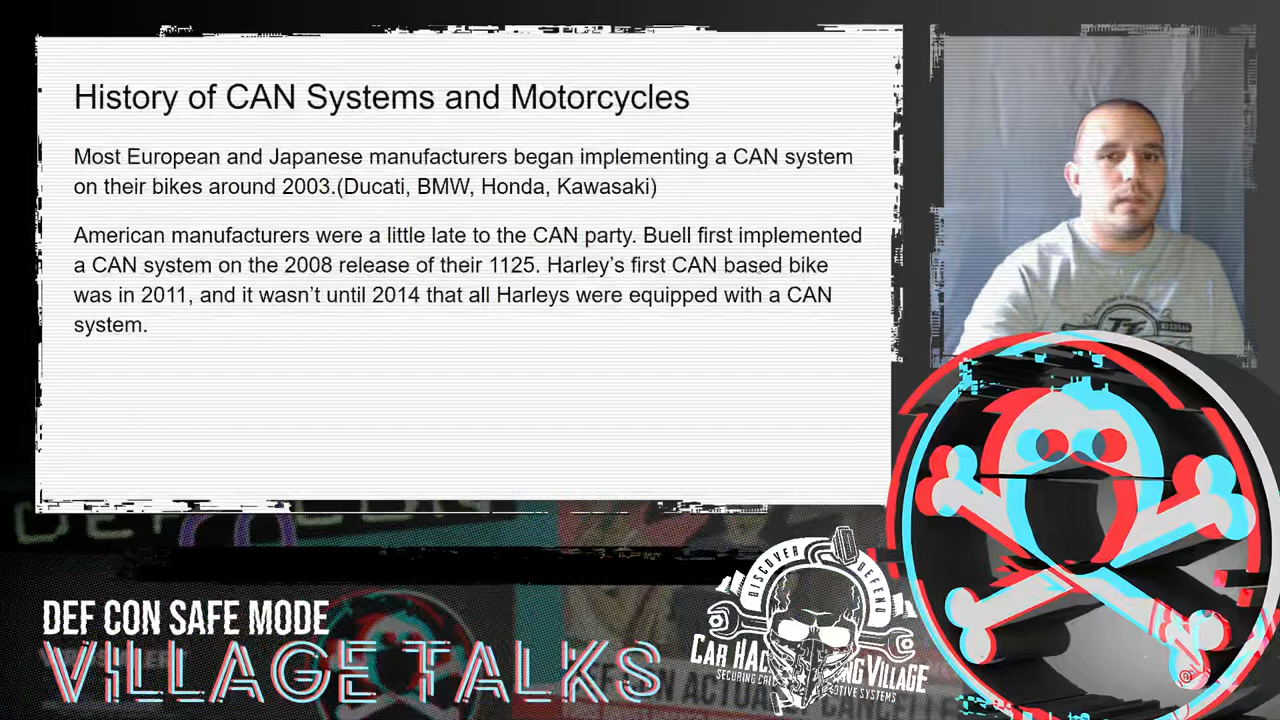 History of CAN Systems and Motorcycles
Most European and Japanese manufacturers began implementing a CAN system
on their bikes around 2003.(Ducati, BMW, Honda, Kawasaki)
American manufacturers were a little late to the CAN party. Buell first implemented
a CAN system on the 2008 release of their 1125. Harley's first CAN based bike
was in 2011, and it wasn't until 2014 that all Harleys were equipped with a CAN
system.
DEF CON
DEF CON SAFE MODE
VILLAGE TALKS
DISCOVER
DEFEND
CAR HACKING VILLAGE